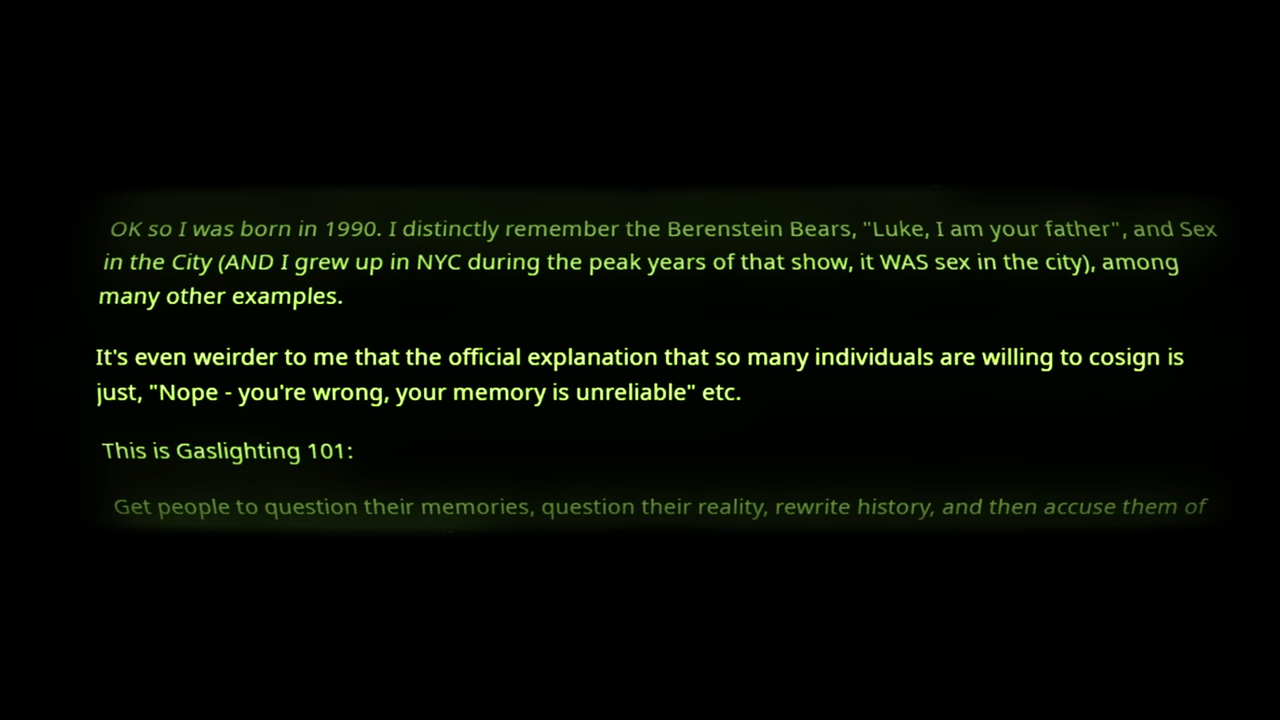 OK so I was born in 1990. I distinctly remember the Berenstein Bears, "Luke, I am your father", and Sex
in the City (AND I grew up in NYC during the peak years of that show, it WAS sex in the city), among
many other examples.
It's even weirder to me that the official explanation that so many individuals are willing to cosign is
just, "Nope - you're wrong, your memory is unreliable" etc.
This is Gaslighting 101:
Get people to question their memories, question their reality, rewrite history, and then accuse them of